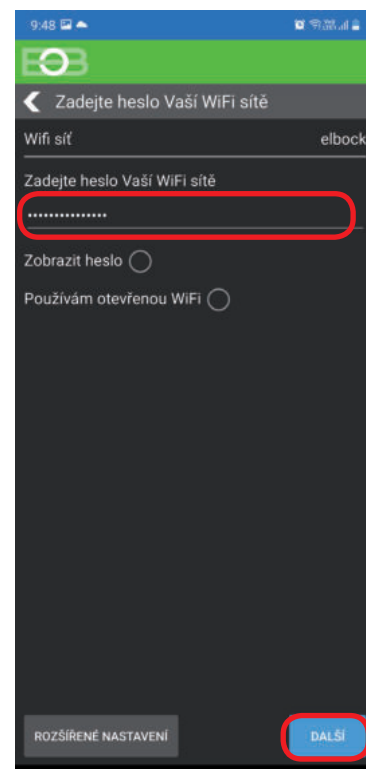 9:48
EOB
Zadejte heslo Vaší WiFi sítě
Wifi síť elbock
Zadejte heslo Vaší WiFi sítě
•••••••••••••••
Zobrazit heslo
Používám otevřenou WiFi
ROZŠÍŘENÉ NASTAVENÍ DALŠÍ